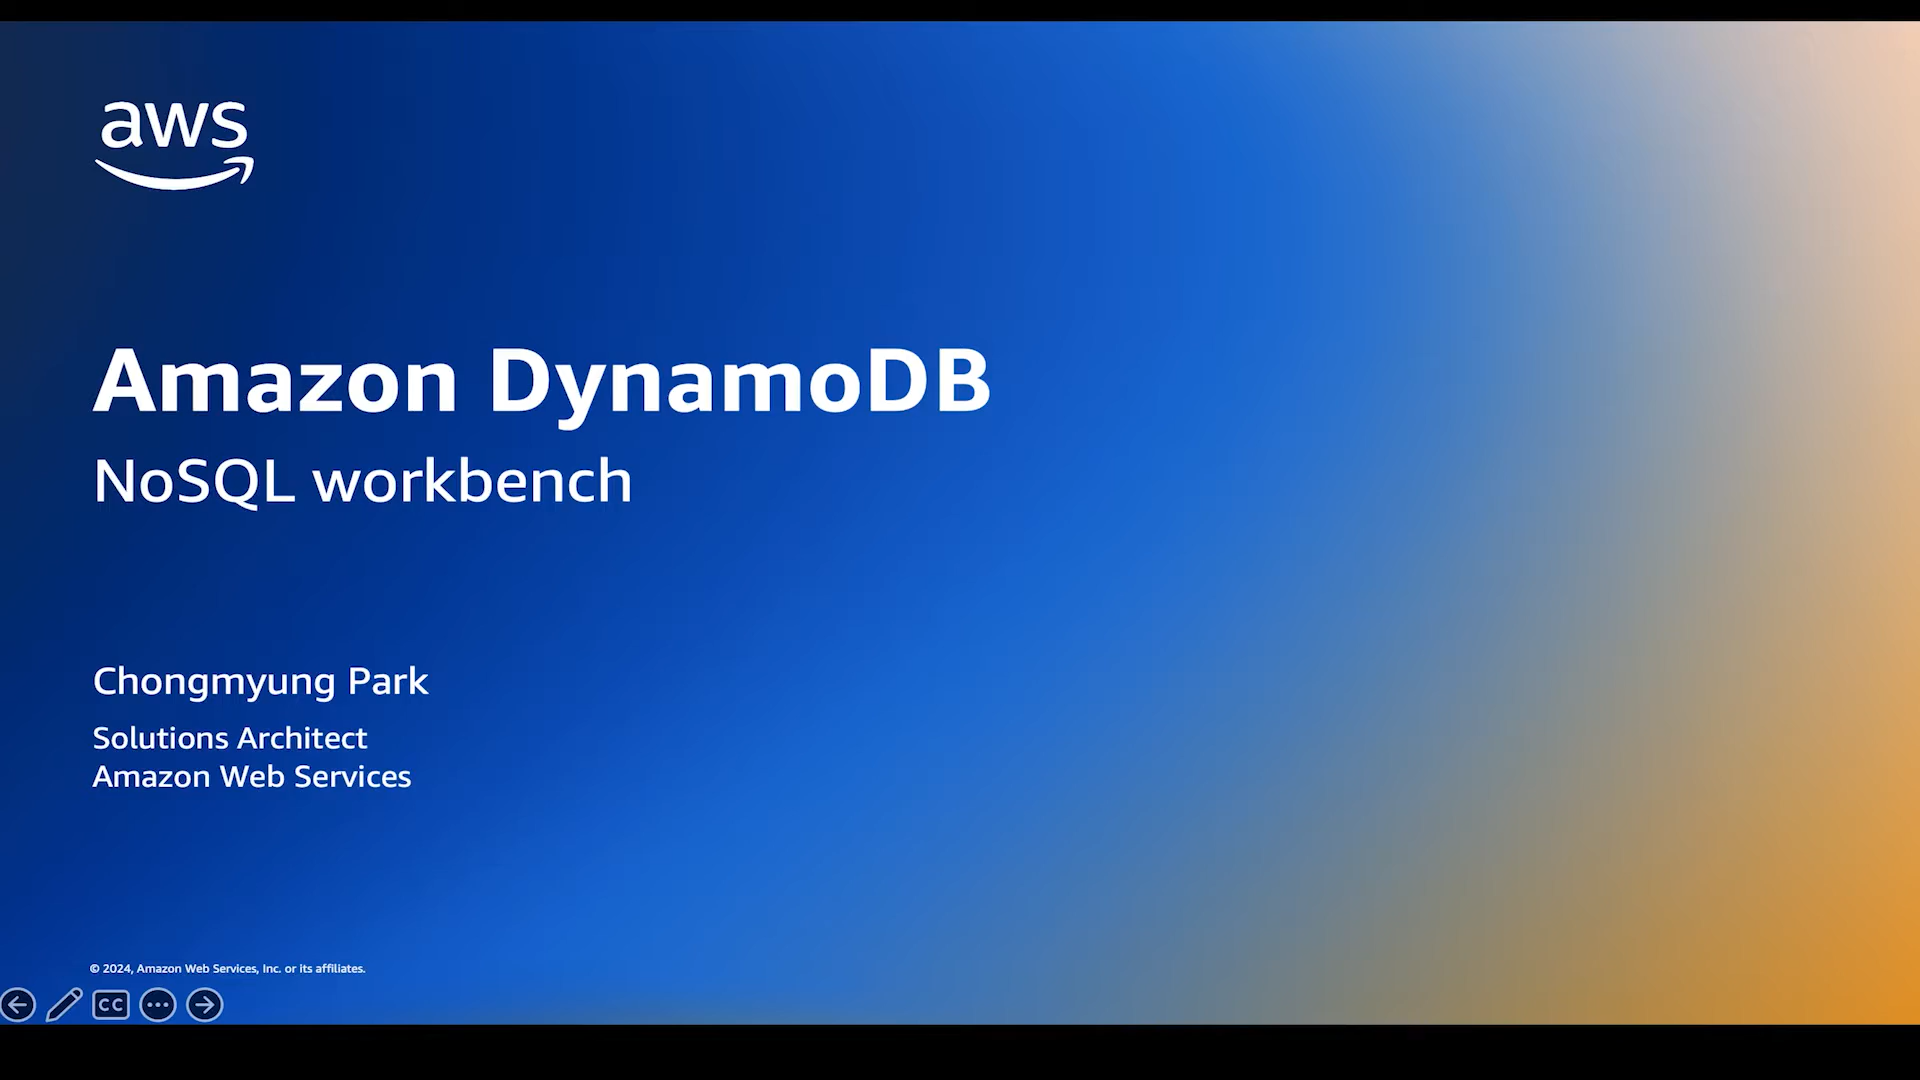 aws
Amazon DynamoDB
NoSQL workbench
Chongmyung Park
Solutions Architect
Amazon Web Services
© 2024, Amazon Web Services, Inc. or its affiliates.
CC